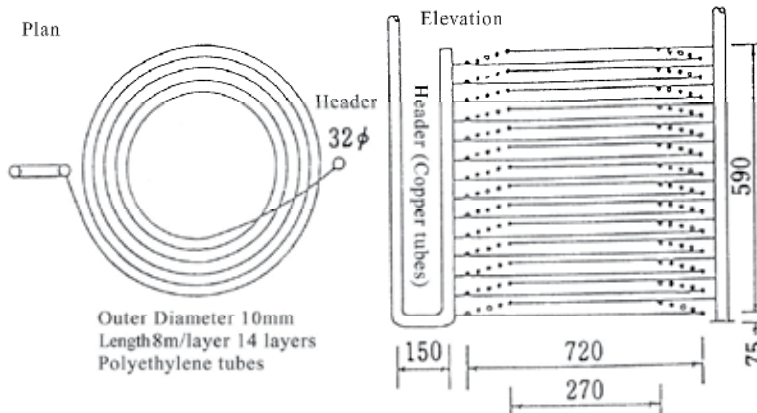 Plan
Elevation
Header
32φ
Header (Copper tubes)
590
75
Outer Diameter 10mm
Length8m/layer 14 layers
Polyethylene tubes
150
720
270